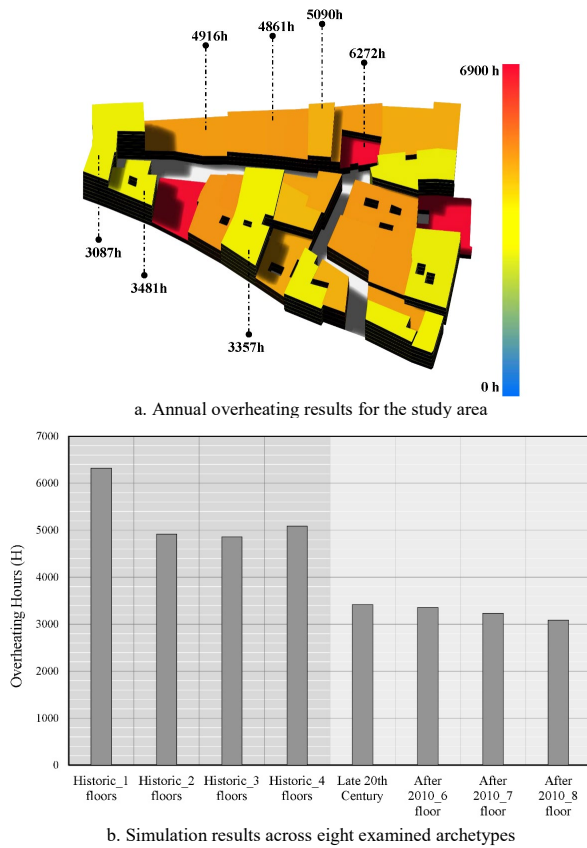 5090h
4916h
4861h
6272h
6900 h
3087h
3481h
3357h
0 h
a. Annual overheating results for the study area
7000
6000
5000
4000
3000
2000
1000
0
Overheating Hours (H)
Historic_1
floors
Historic_2
floors
Historic_3
floors
Historic_4
floors
Late 20th
Century
After
2010_6
floor
After
2010_7
floor
After
2010_8
floor
b. Simulation results across eight examined archetypes